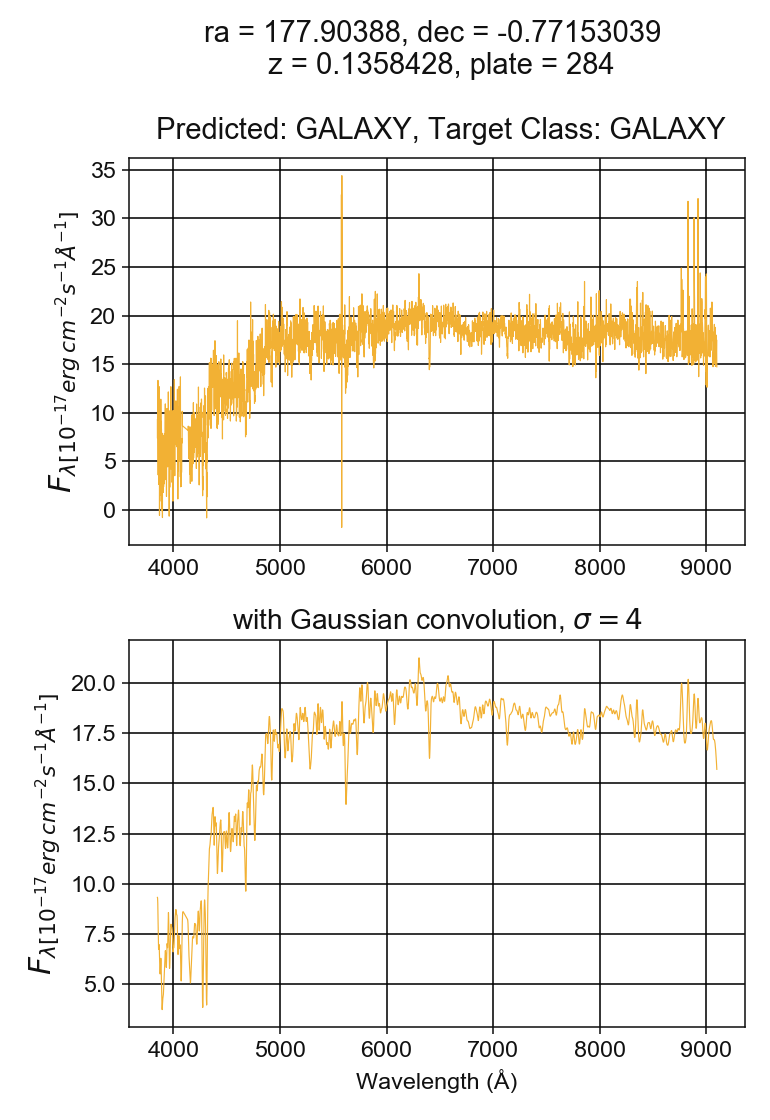 ra = 177.90388, dec = -0.77153039
z = 0.1358428, plate = 284
Predicted: GALAXY, Target Class: GALAXY
35
30
25
20
15
10
5
0
F_λ[10^{-17} erg cm^{-2}s^{-1}Å^{-1}]
4000 5000 6000 7000 8000 9000
with Gaussian convolution, σ = 4
20.0
17.5
15.0
12.5
10.0
7.5
5.0
F_λ[10^{-17} erg cm^{-2}s^{-1}Å^{-1}]
4000 5000 6000 7000 8000 9000
Wavelength (Å)